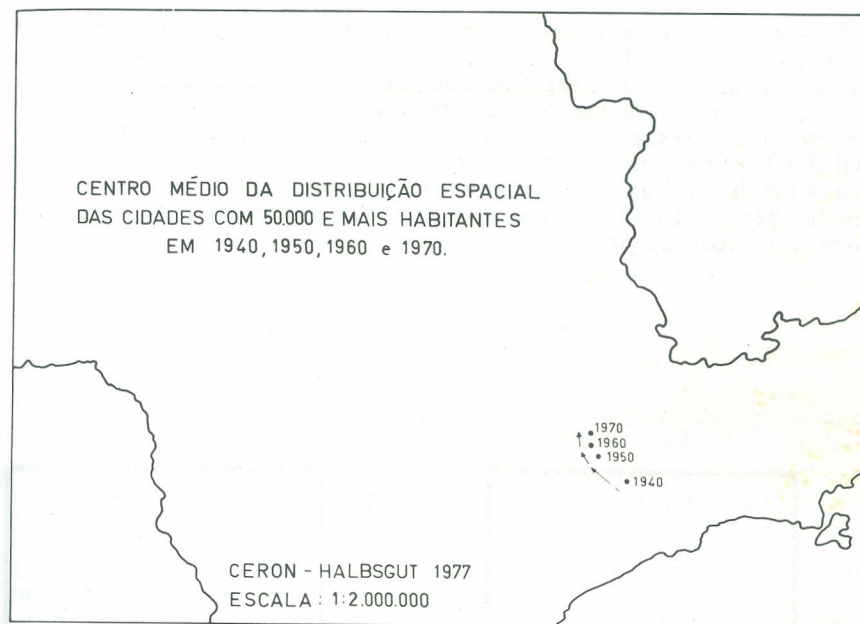 CENTRO MÉDIO DA DISTRIBUIÇÃO ESPACIAL
DAS CIDADES COM 50.000 E MAIS HABITANTES
EM 1940, 1950, 1960 e 1970.
1970
1960
1950
1940
CERON - HALBSGUT 1977
ESCALA : 1:2.000.000